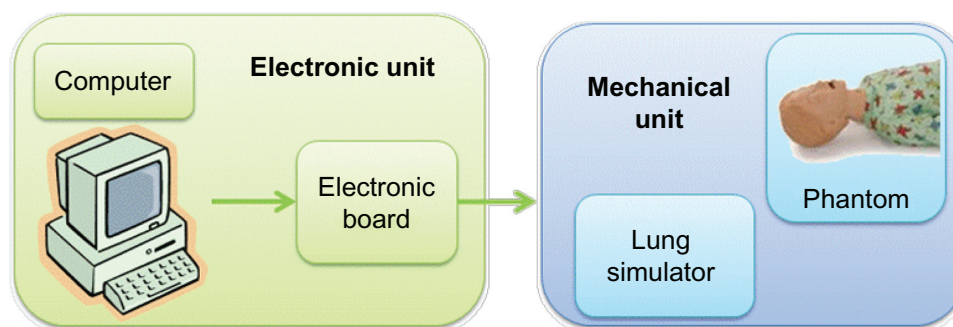 Computer
Electronic unit
Electronic
board
Mechanical
unit
Lung
simulator
Phantom